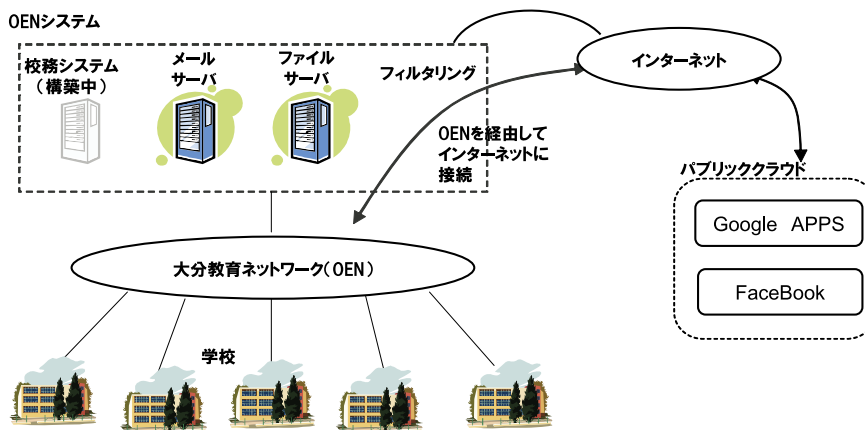 OENシステム
校務システム
(構築中)
メール
サーバ
ファイル
サーバ
フィルタリング
インターネット
OENを経由して
インターネットに
接続
パブリッククラウド
Google APPS
FaceBook
大分教育ネットワーク(OEN)
学校